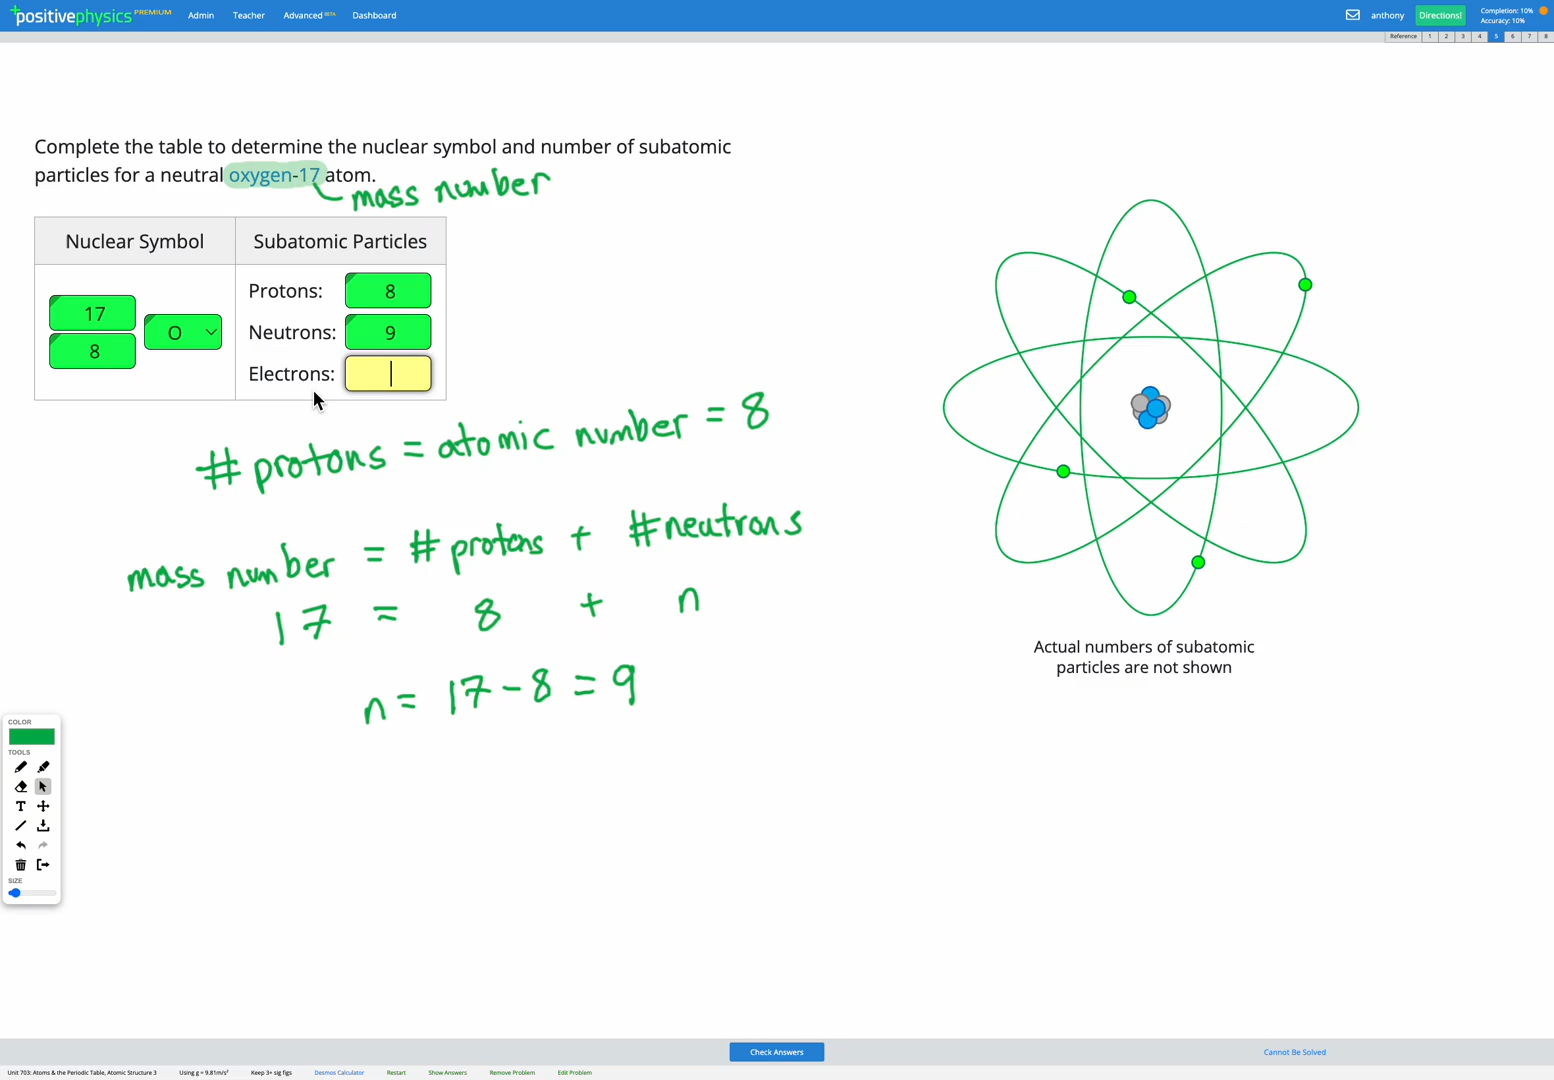 positivephysics PREMIUM Admin Teacher Advanced BETA Dashboard anthony Directions! Completion: 10%
Accuracy: 10%
Reference 1 2 3 4 5 6 7 8
Complete the table to determine the nuclear symbol and number of subatomic
particles for a neutral oxygen-17 atom.
mass number
Nuclear Symbol Subatomic Particles
17
8
O
Protons: 8
Neutrons: 9
Electrons:
# protons = atomic number = 8
mass number = # protons + # neutrons
17 = 8 + n
n = 17 - 8 = 9
Actual numbers of subatomic
particles are not shown
COLOR
TOOLS
T
SIZE
Check Answers Cannot Be Solved
Unit 703: Atoms & the Periodic Table, Atomic Structure 3 Using g = 9.81m/s² Keep 3+ sig figs Desmos Calculator Restart Show Answers Remove Problem Edit Problem